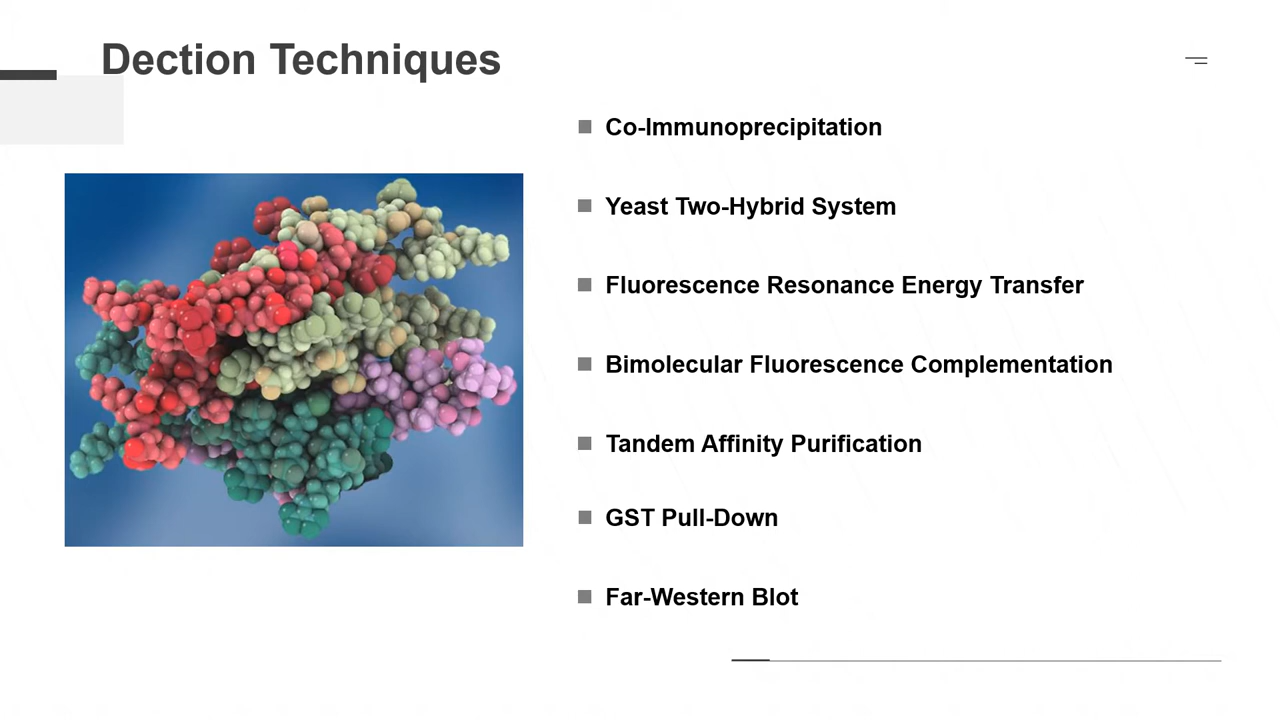 Dection Techniques
Co-Immunoprecipitation
Yeast Two-Hybrid System
Fluorescence Resonance Energy Transfer
Bimolecular Fluorescence Complementation
Tandem Affinity Purification
GST Pull-Down
Far-Western Blot